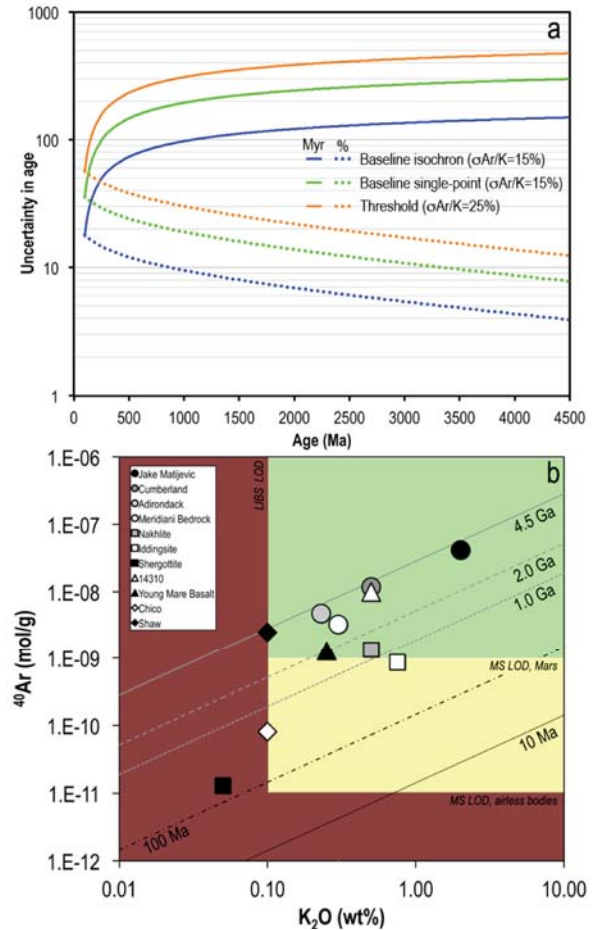 a
1000
100
10
1
Uncertainty in age
Myr %
Baseline isochron (σAr/K=15%)
Baseline single-point (σAr/K=15%)
Threshold (σAr/K=25%)
0 500 1000 1500 2000 2500 3000 3500 4000 4500
Age (Ma)
b
1.E-06
1.E-07
1.E-08
1.E-09
1.E-10
1.E-11
1.E-12
⁴⁰Ar (mol/g)
Jake Matijevic
Cumberland
Adirondack
Meridiani Bedrock
Nakhlite
Iddingsite
Shergottite
14310
Young Mare Basalt
Chico
Shaw
LIBS LOD
4.5 Ga
2.0 Ga
1.0 Ga
MS LOD, Mars
10 Ma
MS LOD, airless bodies
100 Ma
0.01 0.10 1.00 10.00
K₂O (wt%)